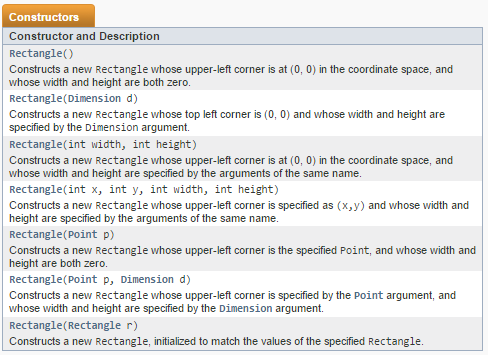 Constructors
Constructor and Description
Rectangle()
Constructs a new Rectangle whose upper-left corner is at (0, 0) in the coordinate space, and
whose width and height are both zero.
Rectangle(Dimension d)
Constructs a new Rectangle whose top left corner is (0, 0) and whose width and height are
specified by the Dimension argument.
Rectangle(int width, int height)
Constructs a new Rectangle whose upper-left corner is at (0, 0) in the coordinate space, and
whose width and height are specified by the arguments of the same name.
Rectangle(int x, int y, int width, int height)
Constructs a new Rectangle whose upper-left corner is specified as (x,y) and whose width and
height are specified by the arguments of the same name.
Rectangle(Point p)
Constructs a new Rectangle whose upper-left corner is the specified Point, and whose width and
height are both zero.
Rectangle(Point p, Dimension d)
Constructs a new Rectangle whose upper-left corner is specified by the Point argument, and
whose width and height are specified by the Dimension argument.
Rectangle(Rectangle r)
Constructs a new Rectangle, initialized to match the values of the specified Rectangle.